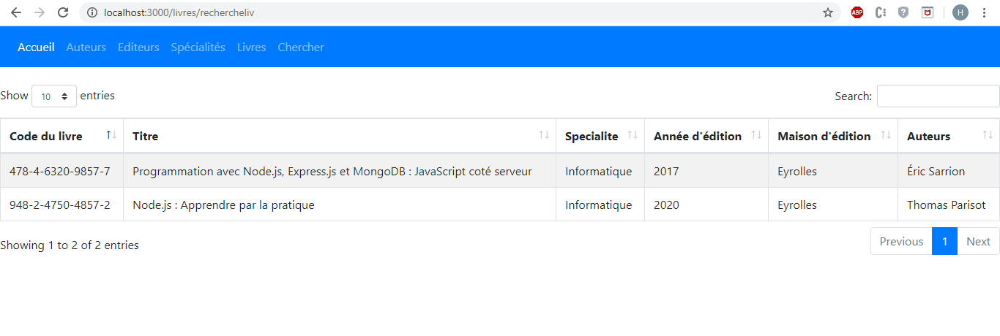 localhost:3000/livres/rechercheliv
ABP
H
Accueil Auteurs Editeurs Spécialités Livres Chercher
Show 10 entries Search:
Code du livre Titre Specialite Année d'édition Maison d'édition Auteurs
478-4-6320-9857-7 Programmation avec Node.js, Express.js et MongoDB : JavaScript coté serveur Informatique 2017 Eyrolles Éric Sarrion
948-2-4750-4857-2 Node.js : Apprendre par la pratique Informatique 2020 Eyrolles Thomas Parisot
Showing 1 to 2 of 2 entries Previous 1 Next